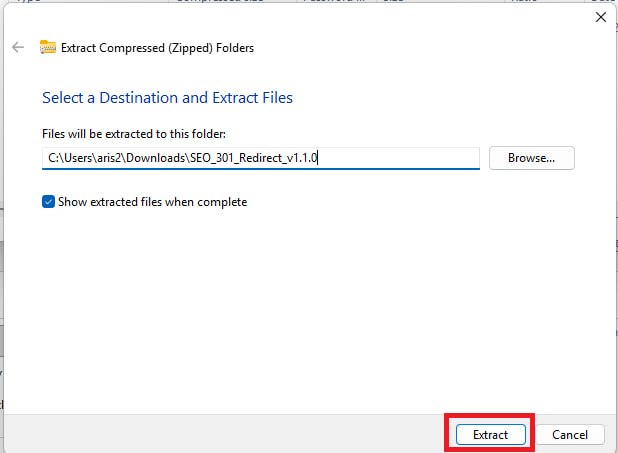 Extract Compressed (Zipped) Folders
Select a Destination and Extract Files
Files will be extracted to this folder:
C:\Users\aris2\Downloads\SEO_301_Redirect_v1.1.0
Browse...
Show extracted files when complete
Extract
Cancel